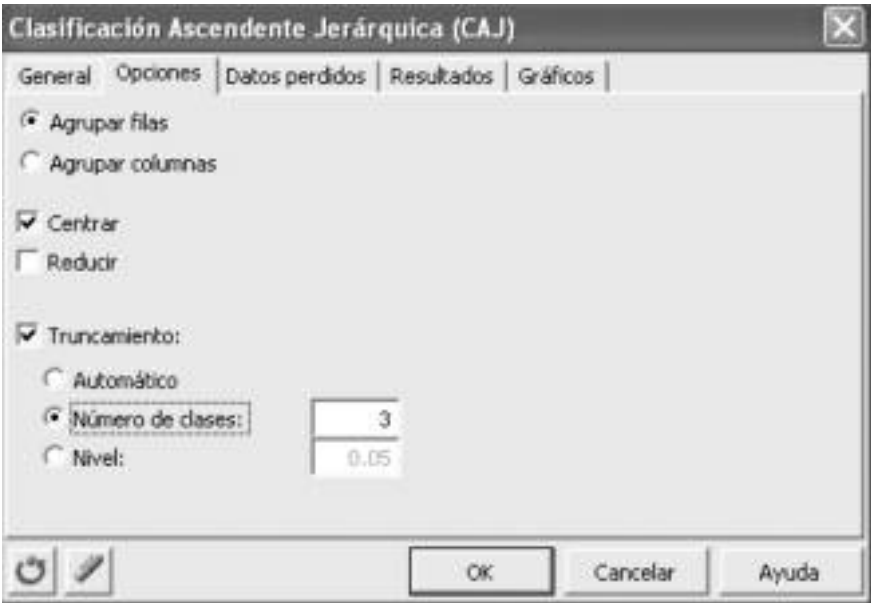 Clasificación Ascendente Jerárquica (CAJ)
General Opciones Datos perdidos Resultados Gráficos
Agrupar filas
Agrupar columnas
Centrar
Reducir
Truncamiento:
Automático
Número de clases: 3
Nivel: 0.05
OK Cancelar Ayuda